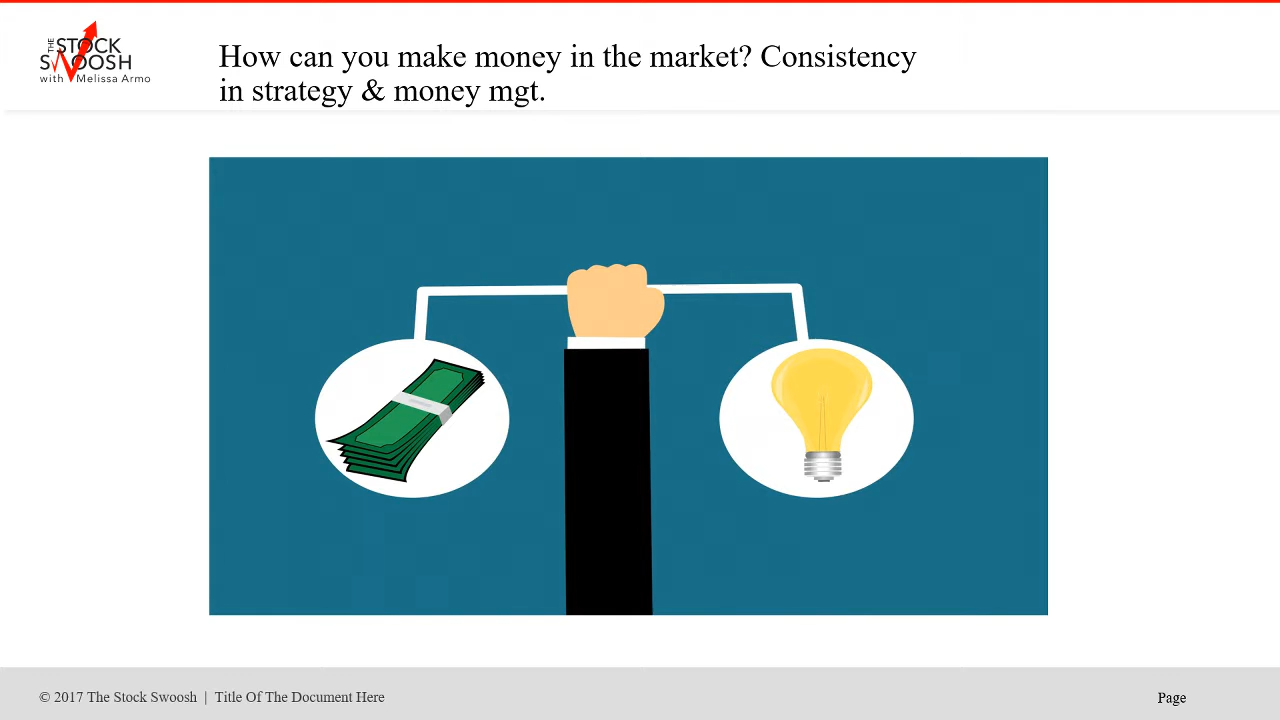 THE
STOCK
SWOOSH
with Melissa Armo
How can you make money in the market? Consistency
in strategy & money mgt.
© 2017 The Stock Swoosh | Title Of The Document Here
Page